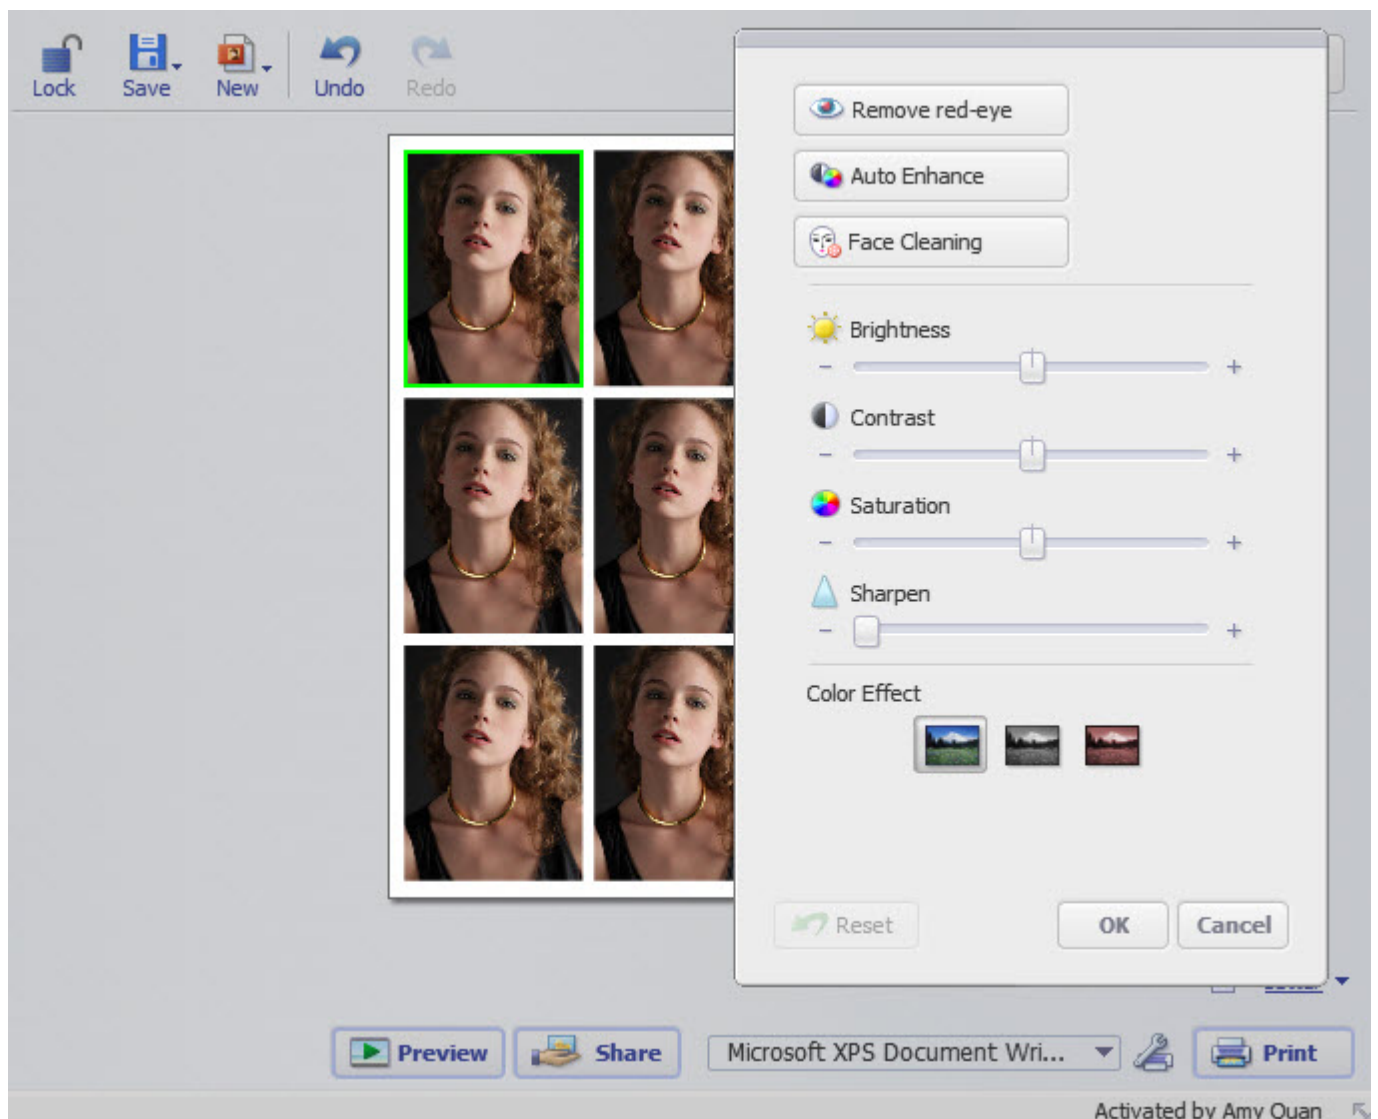 Lock Save New Undo Redo
Remove red-eye
Auto Enhance
Face Cleaning
Brightness
- +
Contrast
- +
Saturation
- +
Sharpen
- +
Color Effect
Reset OK Cancel
Preview Share Microsoft XPS Document Wri... Print
Activated by Amy Quan